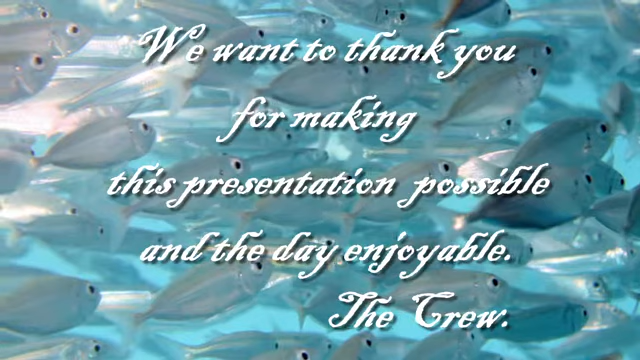 We want to thank you
for making
this presentation possible
and the day enjoyable.
The Crew.